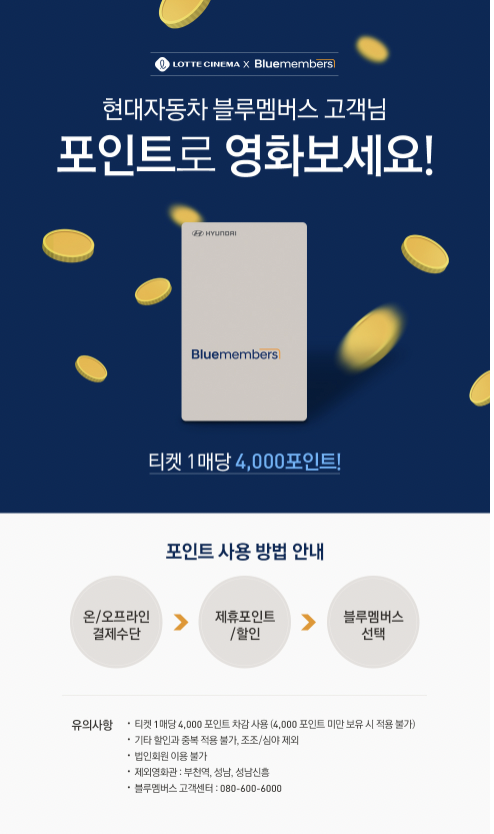 LOTTE CINEMA X Bluemembers
현대자동차 블루멤버스 고객님
포인트로 영화보세요!
HYUNDAI
Bluemembers
티켓 1매당 4,000포인트!
포인트 사용 방법 안내
온/오프라인
결제수단
제휴포인트
/할인
블루멤버스
선택
유의사항
• 티켓 1매당 4,000 포인트 차감 사용 (4,000 포인트 미만 보유 시 적용 불가)
• 기타 할인과 중복 적용 불가, 조조/심야 제외
• 법인회원 이용 불가
• 제외영화관 : 부천역, 성남, 성남신흥
• 블루멤버스 고객센터 : 080-600-6000